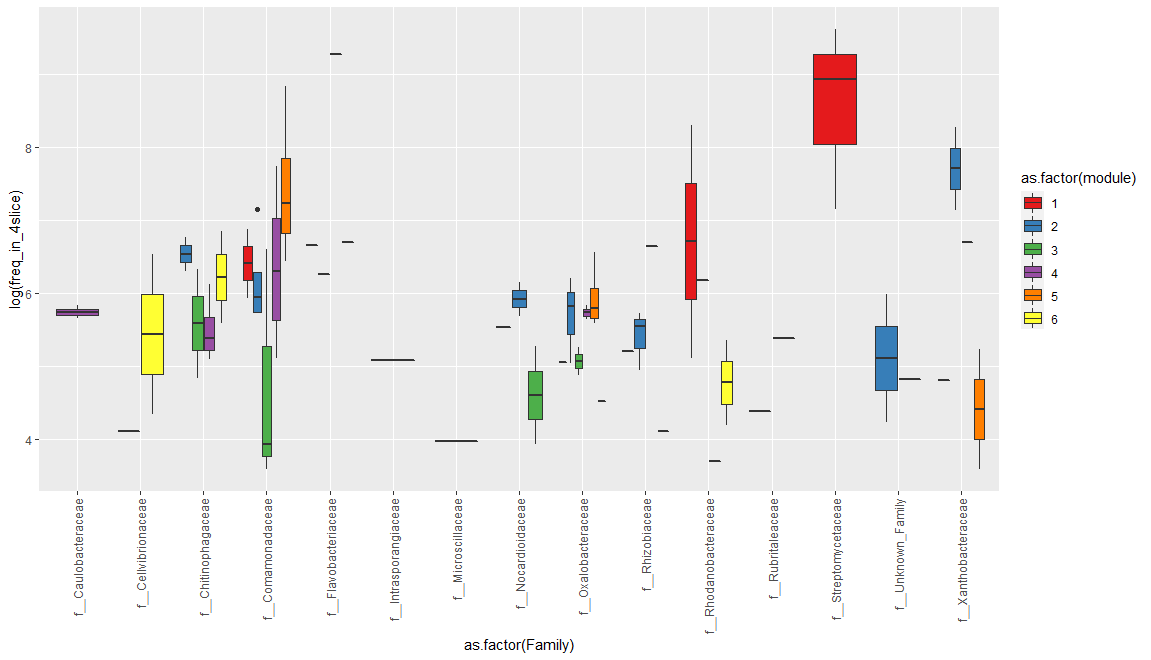 log(freq_in_4slice)
8
6
4
f__Caulobacteraceae
f__Cellvibrionaceae
f__Chitinophagaceae
f__Comamonadaceae
f__Flavobacteriaceae
f__Intrasporangiaceae
f__Microscillaceae
f__Nocardioidaceae
f__Oxalobacteraceae
f__Rhizobiaceae
f__Rhodanobacteraceae
f__Rubritaleaceae
f__Streptomycetaceae
f__Unknown_Family
f__Xanthobacteraceae
as.factor(Family)
as.factor(module)
1
2
3
4
5
6